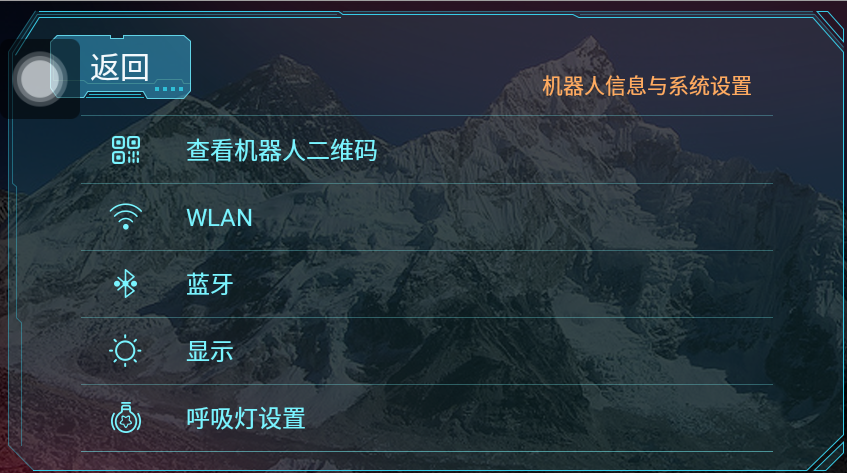 返回
机器人信息与系统设置
查看机器人二维码
WLAN
蓝牙
显示
呼吸灯设置